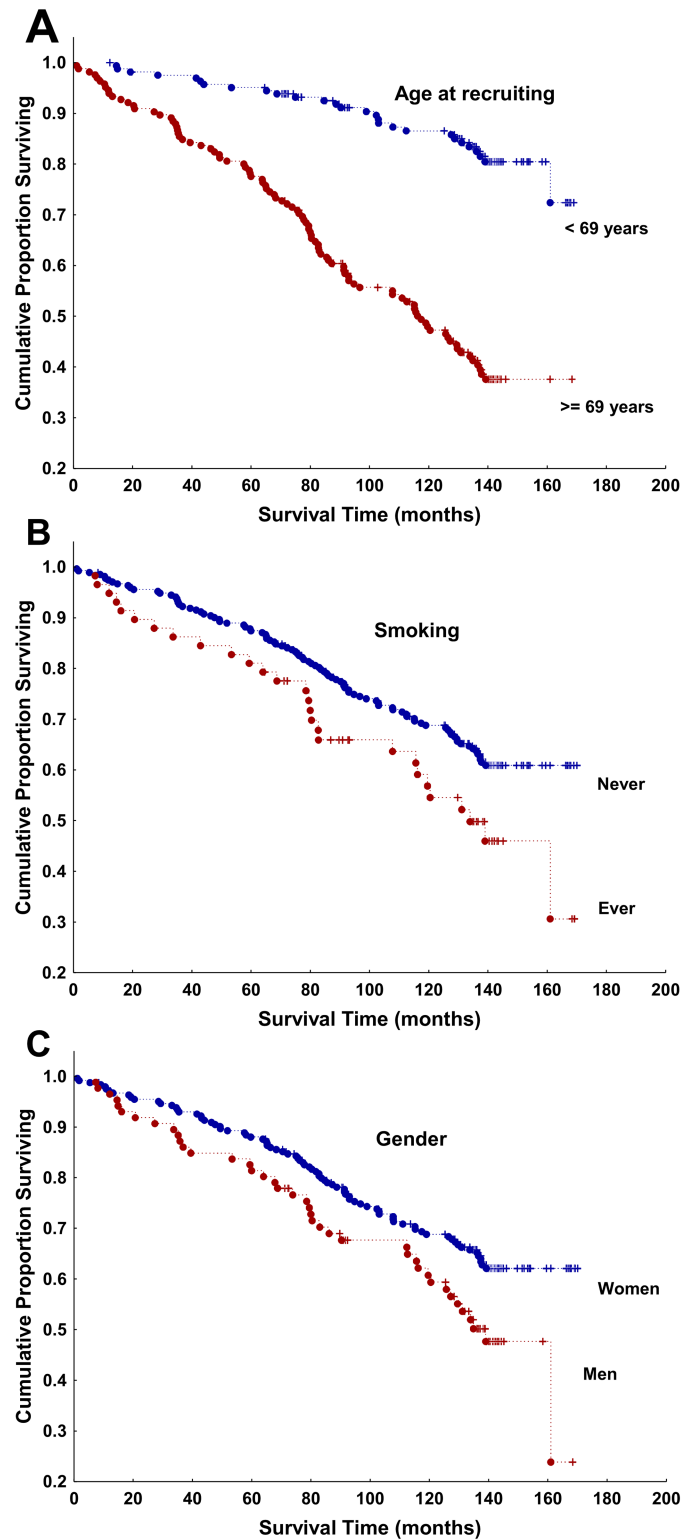 A
1.0
0.9
0.8
0.7
0.6
0.5
0.4
0.3
0.2
Cumulative Proportion Surviving
Age at recruiting
< 69 years
>= 69 years
0 20 40 60 80 100 120 140 160 180 200
Survival Time (months)
B
1.0
0.9
0.8
0.7
0.6
0.5
0.4
0.3
0.2
Cumulative Proportion Surviving
Smoking
Never
Ever
0 20 40 60 80 100 120 140 160 180 200
Survival Time (months)
C
1.0
0.9
0.8
0.7
0.6
0.5
0.4
0.3
0.2
Cumulative Proportion Surviving
Gender
Women
Men
0 20 40 60 80 100 120 140 160 180 200
Survival Time (months)